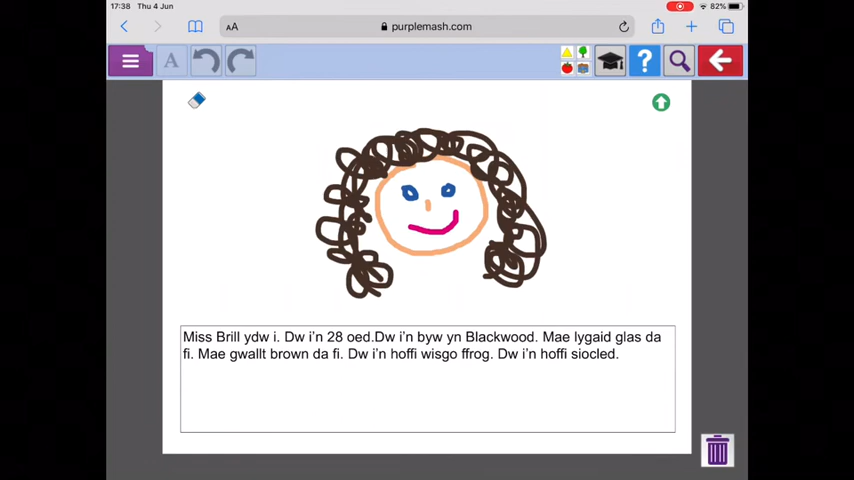 17:38 Thu 4 Jun 82%
AA purplemash.com
A ?
Miss Brill ydw i. Dw i'n 28 oed.Dw i'n byw yn Blackwood. Mae lygaid glas da
fi. Mae gwallt brown da fi. Dw i'n hoffi wisgo ffrog. Dw i'n hoffi siocled.